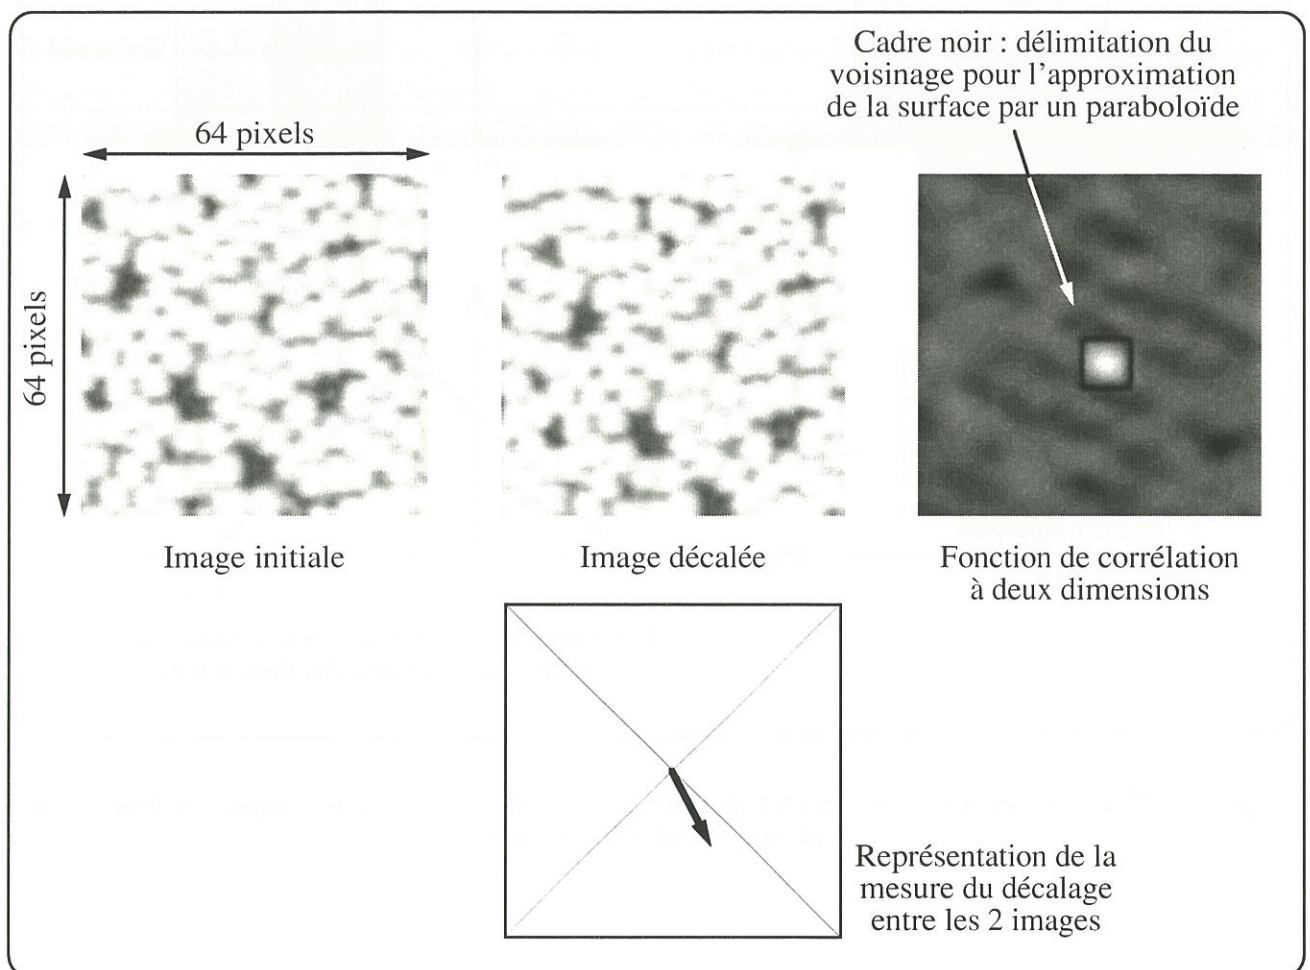 Cadre noir : délimitation du
voisinage pour l'approximation
de la surface par un paraboloïde
64 pixels
64 pixels
Image initiale
Image décalée
Fonction de corrélation
à deux dimensions
Représentation de la
mesure du décalage
entre les 2 images